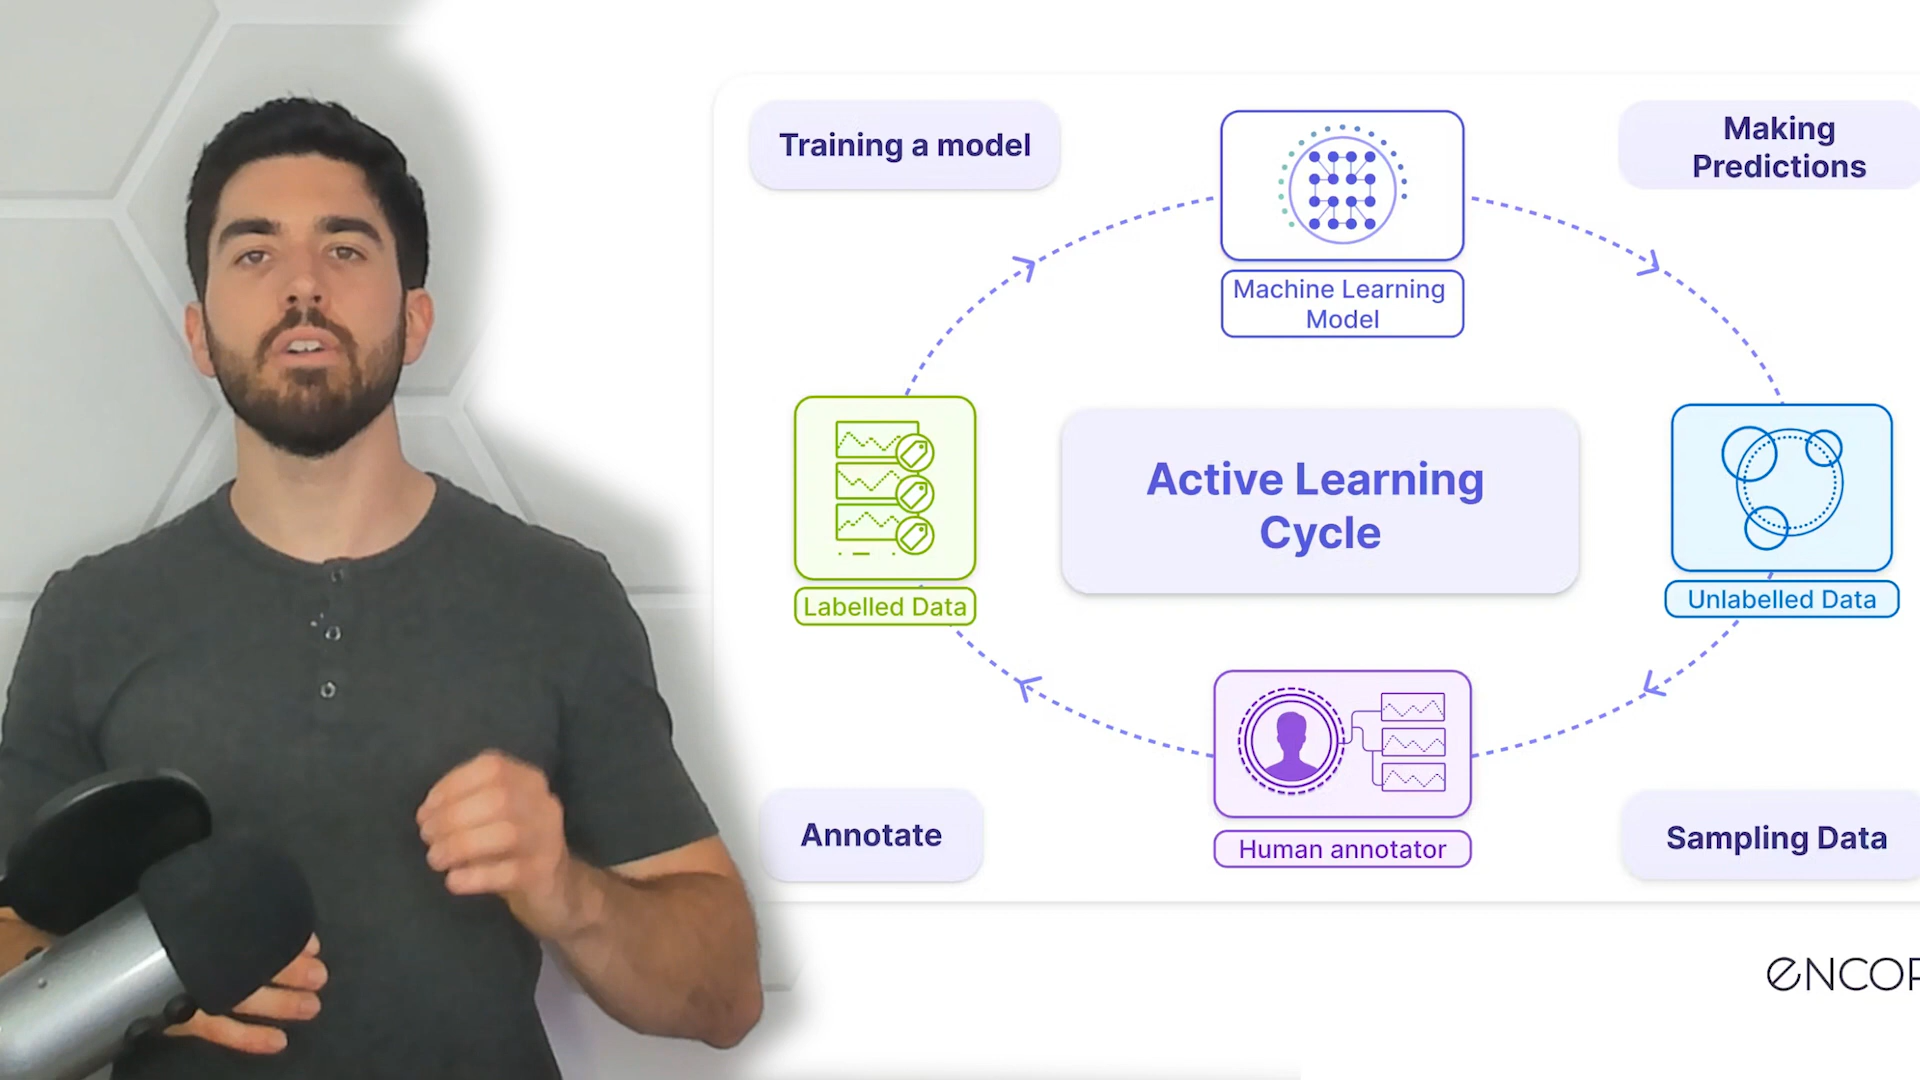 Training a model
Making
Predictions
Machine Learning
Model
Active Learning
Cycle
Labelled Data
Unlabelled Data
Human annotator
Annotate
Sampling Data